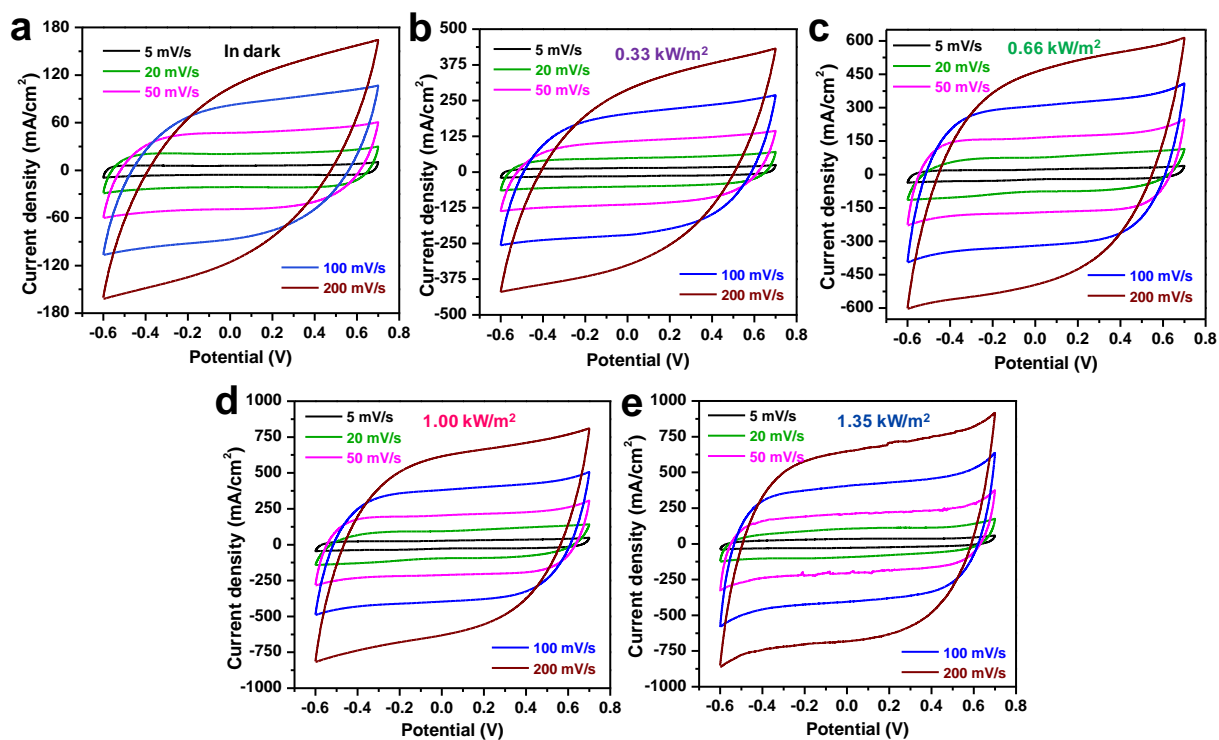 a
In dark
5 mV/s
20 mV/s
50 mV/s
100 mV/s
200 mV/s
180
120
60
0
-60
-120
-180
-0.6 -0.4 -0.2 0.0 0.2 0.4 0.6 0.8
Potential (V)
Current density (mA/cm²)
b
0.33 kW/m²
5 mV/s
20 mV/s
50 mV/s
100 mV/s
200 mV/s
500
375
250
125
0
-125
-250
-375
-500
-0.6 -0.4 -0.2 0.0 0.2 0.4 0.6 0.8
Potential (V)
Current density (mA/cm²)
c
0.66 kW/m²
5 mV/s
20 mV/s
50 mV/s
100 mV/s
200 mV/s
600
450
300
150
0
-150
-300
-450
-600
-0.6 -0.4 -0.2 0.0 0.2 0.4 0.6 0.8
Potential (V)
Current density (mA/cm²)
d
1.00 kW/m²
5 mV/s
20 mV/s
50 mV/s
100 mV/s
200 mV/s
1000
750
500
250
0
-250
-500
-750
-1000
-0.6 -0.4 -0.2 0.0 0.2 0.4 0.6 0.8
Potential (V)
Current density (mA/cm²)
e
1.35 kW/m²
5 mV/s
20 mV/s
50 mV/s
100 mV/s
200 mV/s
1000
750
500
250
0
-250
-500
-750
-1000
-0.6 -0.4 -0.2 0.0 0.2 0.4 0.6 0.8
Potential (V)
Current density (mA/cm²)